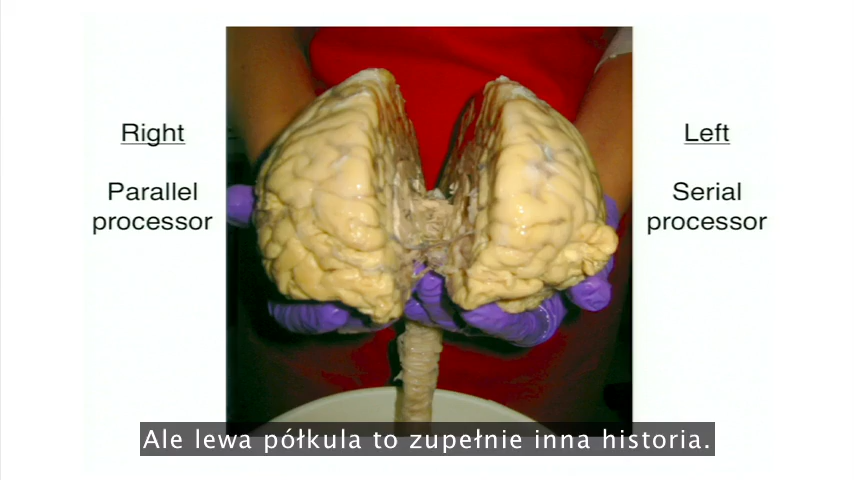 Right
Parallel
processor
Left
Serial
processor
Ale lewa półkula to zupełnie inna historia.